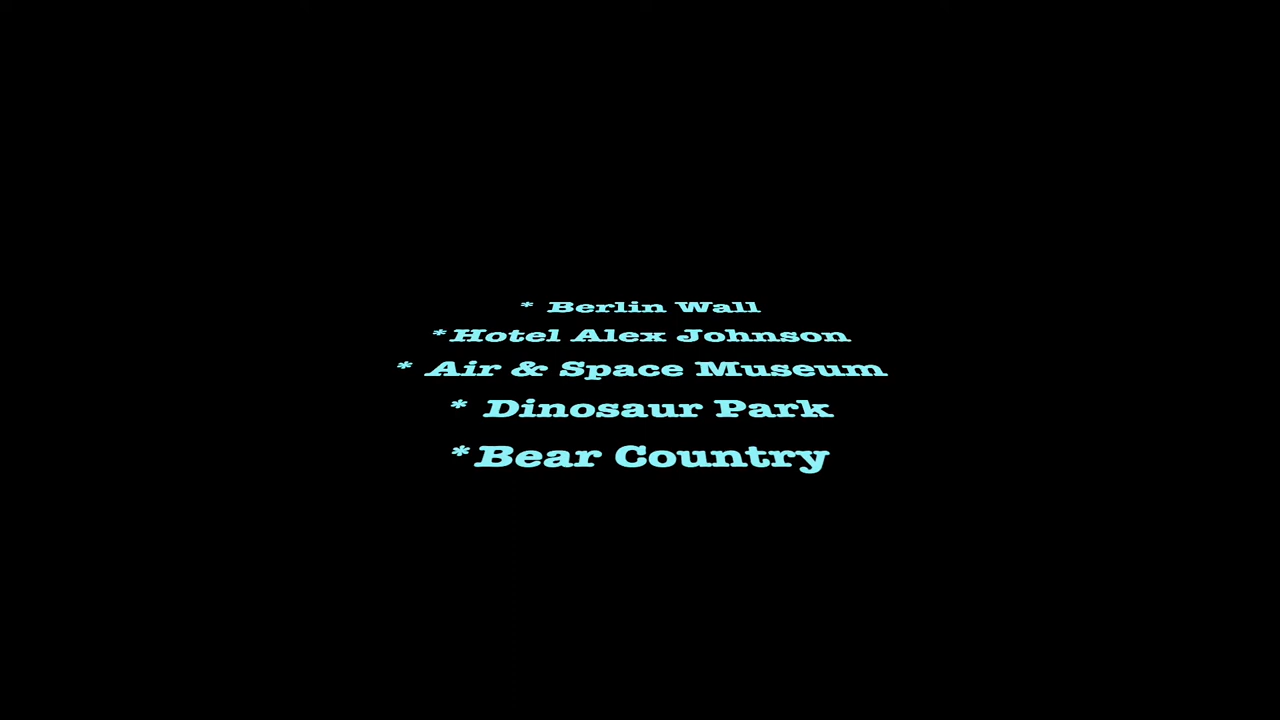 * Berlin Wall
*Hotel Alex Johnson
* Air & Space Museum
* Dinosaur Park
*Bear Country